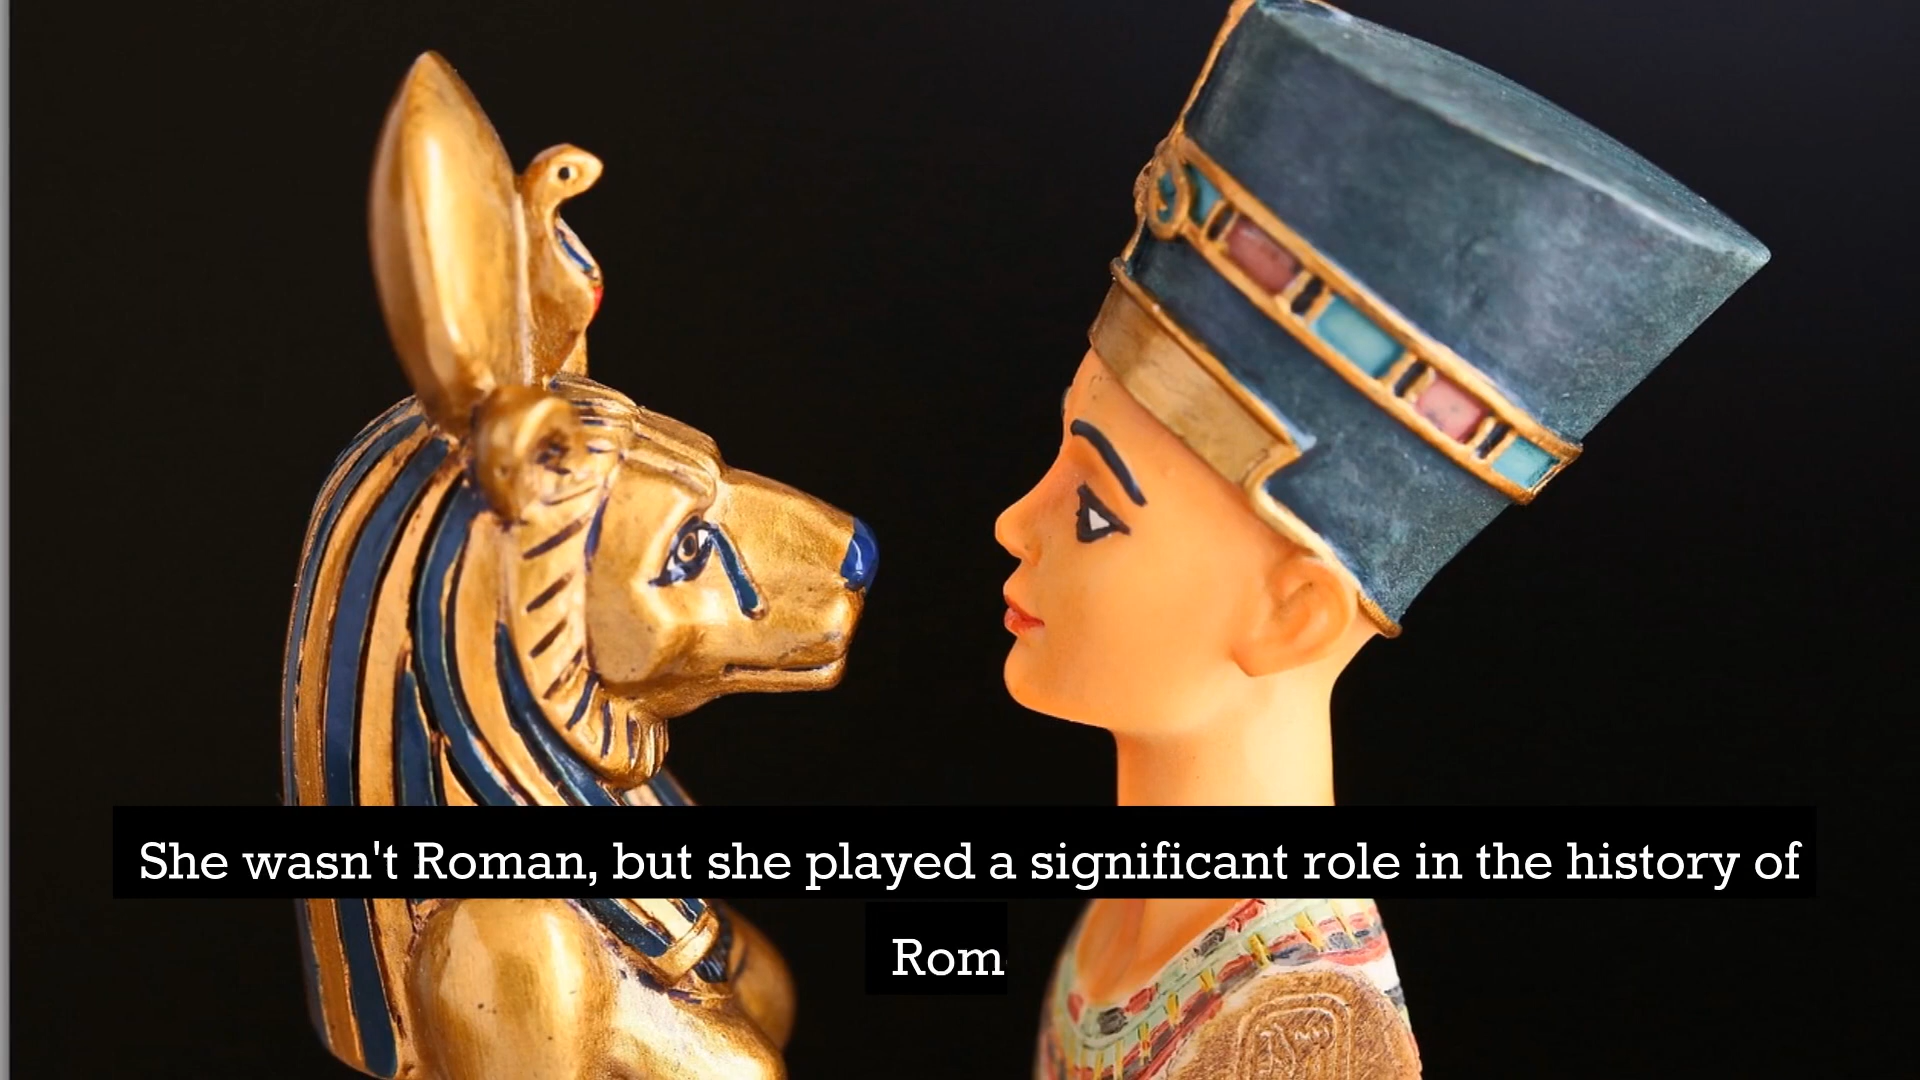 She wasn't Roman, but she played a significant role in the history of
Rom